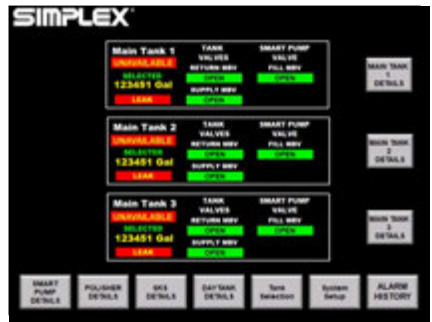 SIMPLEX
Main Tank 1
UNAVAILABLE
SELECTED
123451 Gal
LEAK
TANK
VALVES
RETURN MBV
OPEN
SUPPLY MBV
OPEN
SMART PUMP
VALVE
FILL MBV
OPEN
MAIN TANK
1
DETAILS
Main Tank 2
UNAVAILABLE
SELECTED
123451 Gal
LEAK
TANK
VALVES
RETURN MBV
OPEN
SUPPLY MBV
OPEN
SMART PUMP
VALVE
FILL MBV
OPEN
MAIN TANK
2
DETAILS
Main Tank 3
UNAVAILABLE
SELECTED
123451 Gal
LEAK
TANK
VALVES
RETURN MBV
OPEN
SUPPLY MBV
OPEN
SMART PUMP
VALVE
FILL MBV
OPEN
MAIN TANK
3
DETAILS
SMART
PUMP
DETAILS
POLISHER
DETAILS
SKS
DETAILS
DAY TANK
DETAILS
Tank
Selection
System
Setup
ALARM
HISTORY